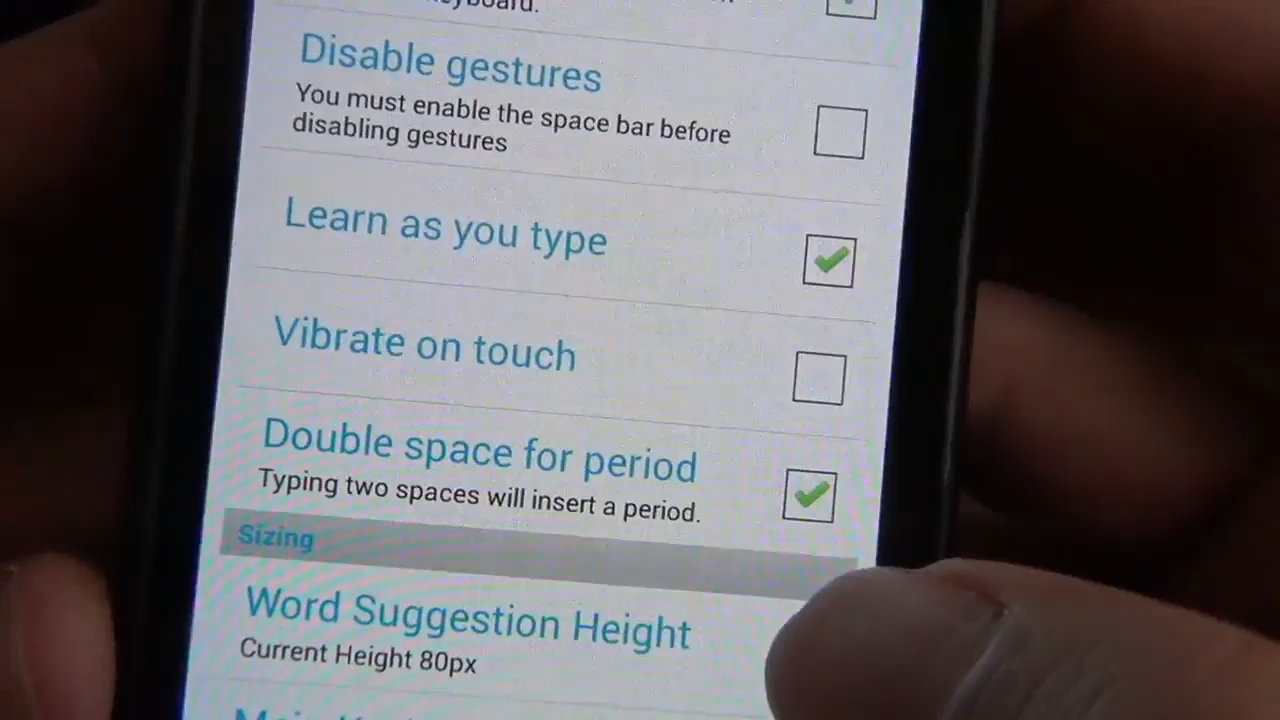 keyboard.
Disable gestures
You must enable the space bar before
disabling gestures
Learn as you type
Vibrate on touch
Double space for period
Typing two spaces will insert a period.
Sizing
Word Suggestion Height
Current Height 80px